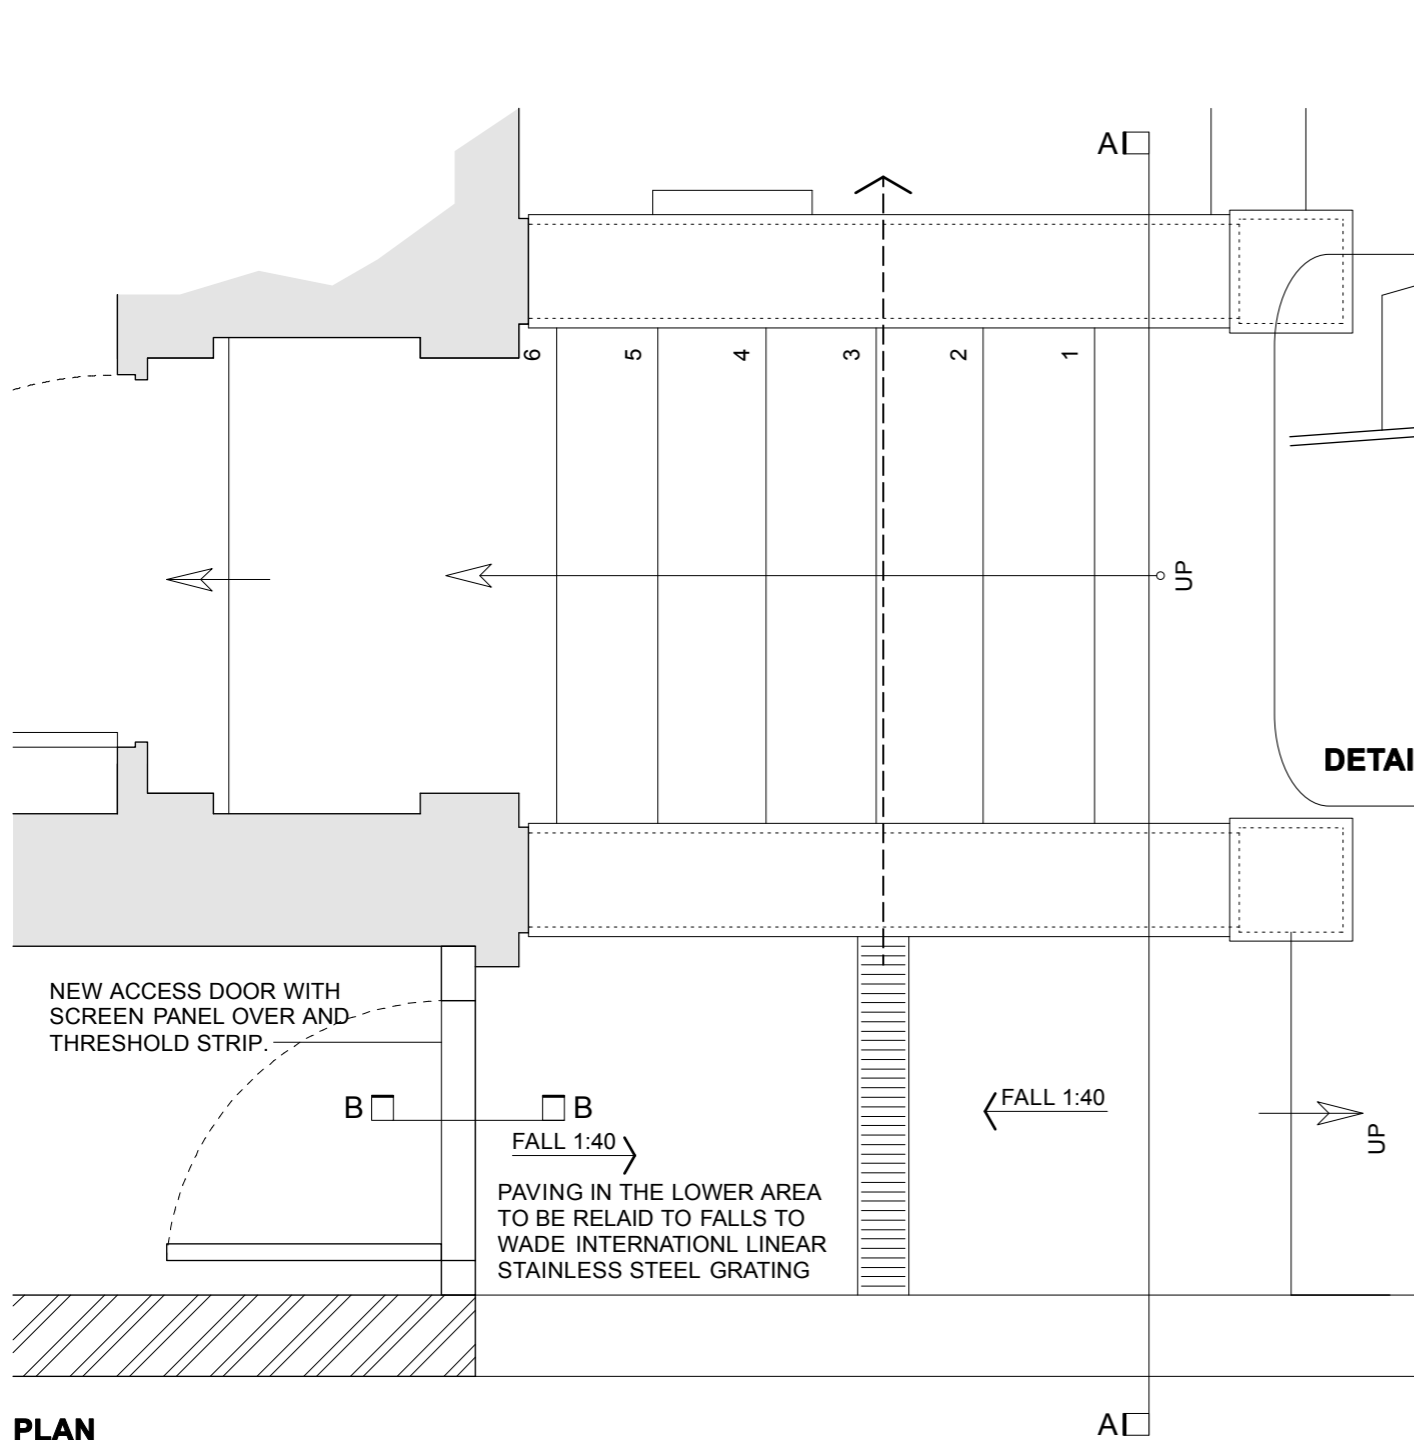 A
6
5
4
3
2
1
UP
DETAI
NEW ACCESS DOOR WITH
SCREEN PANEL OVER AND
THRESHOLD STRIP.
B
B
FALL 1:40
FALL 1:40
UP
PAVING IN THE LOWER AREA
TO BE RELAID TO FALLS TO
WADE INTERNATIONL LINEAR
STAINLESS STEEL GRATING
A
PLAN